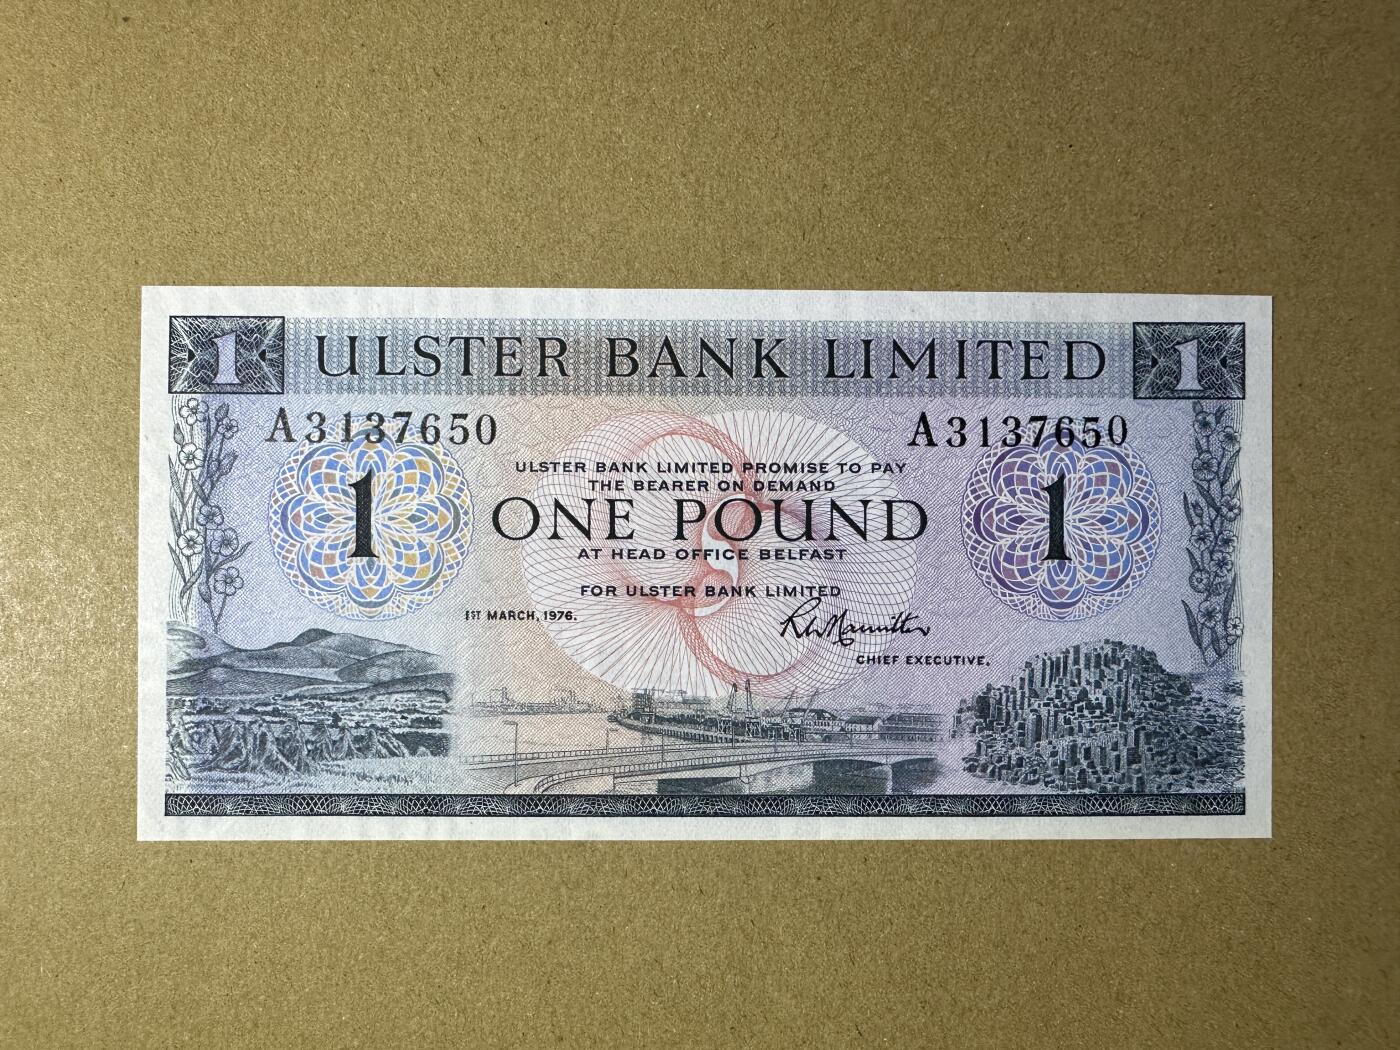 1 ULSTER BANK LIMITED 1
A3137650 A3137650
ULSTER BANK LIMITED PROMISE TO PAY
THE BEARER ON DEMAND
1 ONE POUND 1
AT HEAD OFFICE BELFAST
FOR ULSTER BANK LIMITED
1ST MARCH, 1976.
CHIEF EXECUTIVE.